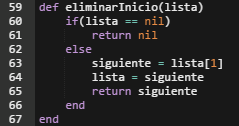 59 def eliminarInicio(lista)
60     if(lista == nil)
61         return nil
62     else
63         siguiente = lista[1]
64         lista = siguiente
65         return siguiente
66     end
67 end